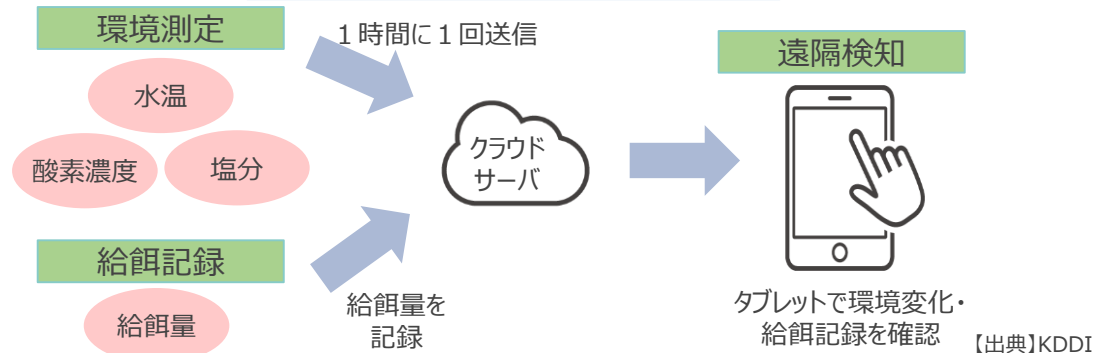 環境測定
１時間に１回送信
水温
酸素濃度
塩分
給餌記録
給餌量
給餌量を
記録
クラウド
サーバ
遠隔検知
タブレットで環境変化・
給餌記録を確認
【出典】KDDI